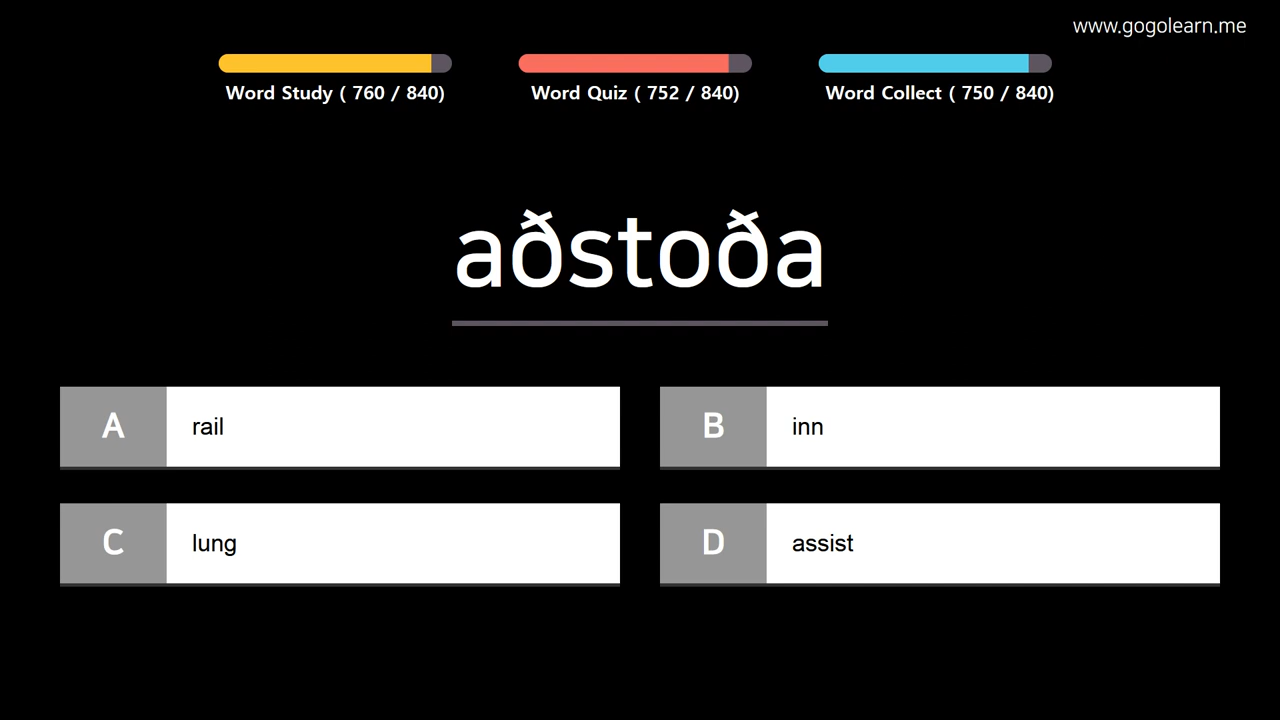 www.gogolearn.me
Word Study ( 760 / 840)
Word Quiz ( 752 / 840)
Word Collect ( 750 / 840)
aðstoða
A rail
B inn
C lung
D assist